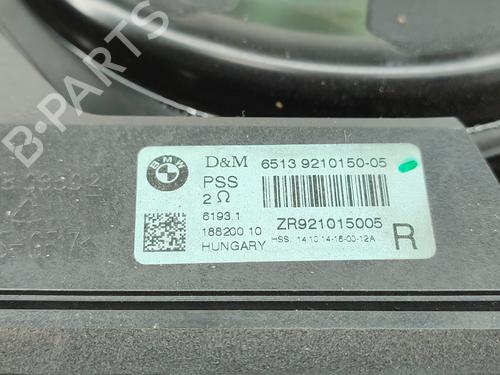 B-PARTS
BMW
D&M 6513 9210150-05
PSS
2 Ω
6193.1
188200 10 ZR921015005
HUNGARY HSS 14.10.14-16-00-12A R